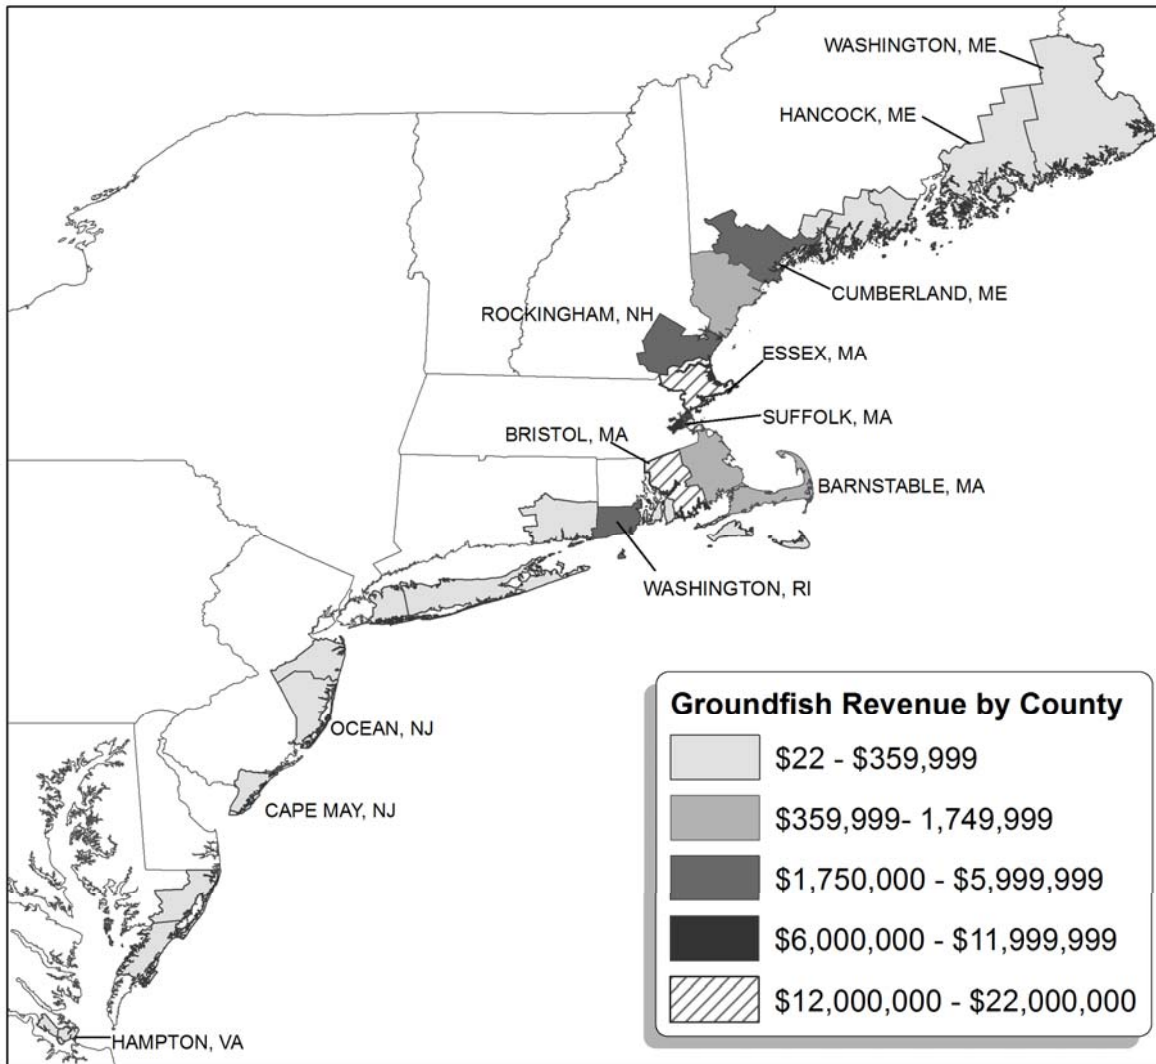 WASHINGTON, ME
HANCOCK, ME
CUMBERLAND, ME
ROCKINGHAM, NH
ESSEX, MA
SUFFOLK, MA
BRISTOL, MA
BARNSTABLE, MA
WASHINGTON, RI
OCEAN, NJ
CAPE MAY, NJ
HAMPTON, VA
Groundfish Revenue by County
$22 - $359,999
$359,999- 1,749,999
$1,750,000 - $5,999,999
$6,000,000 - $11,999,999
$12,000,000 - $22,000,000